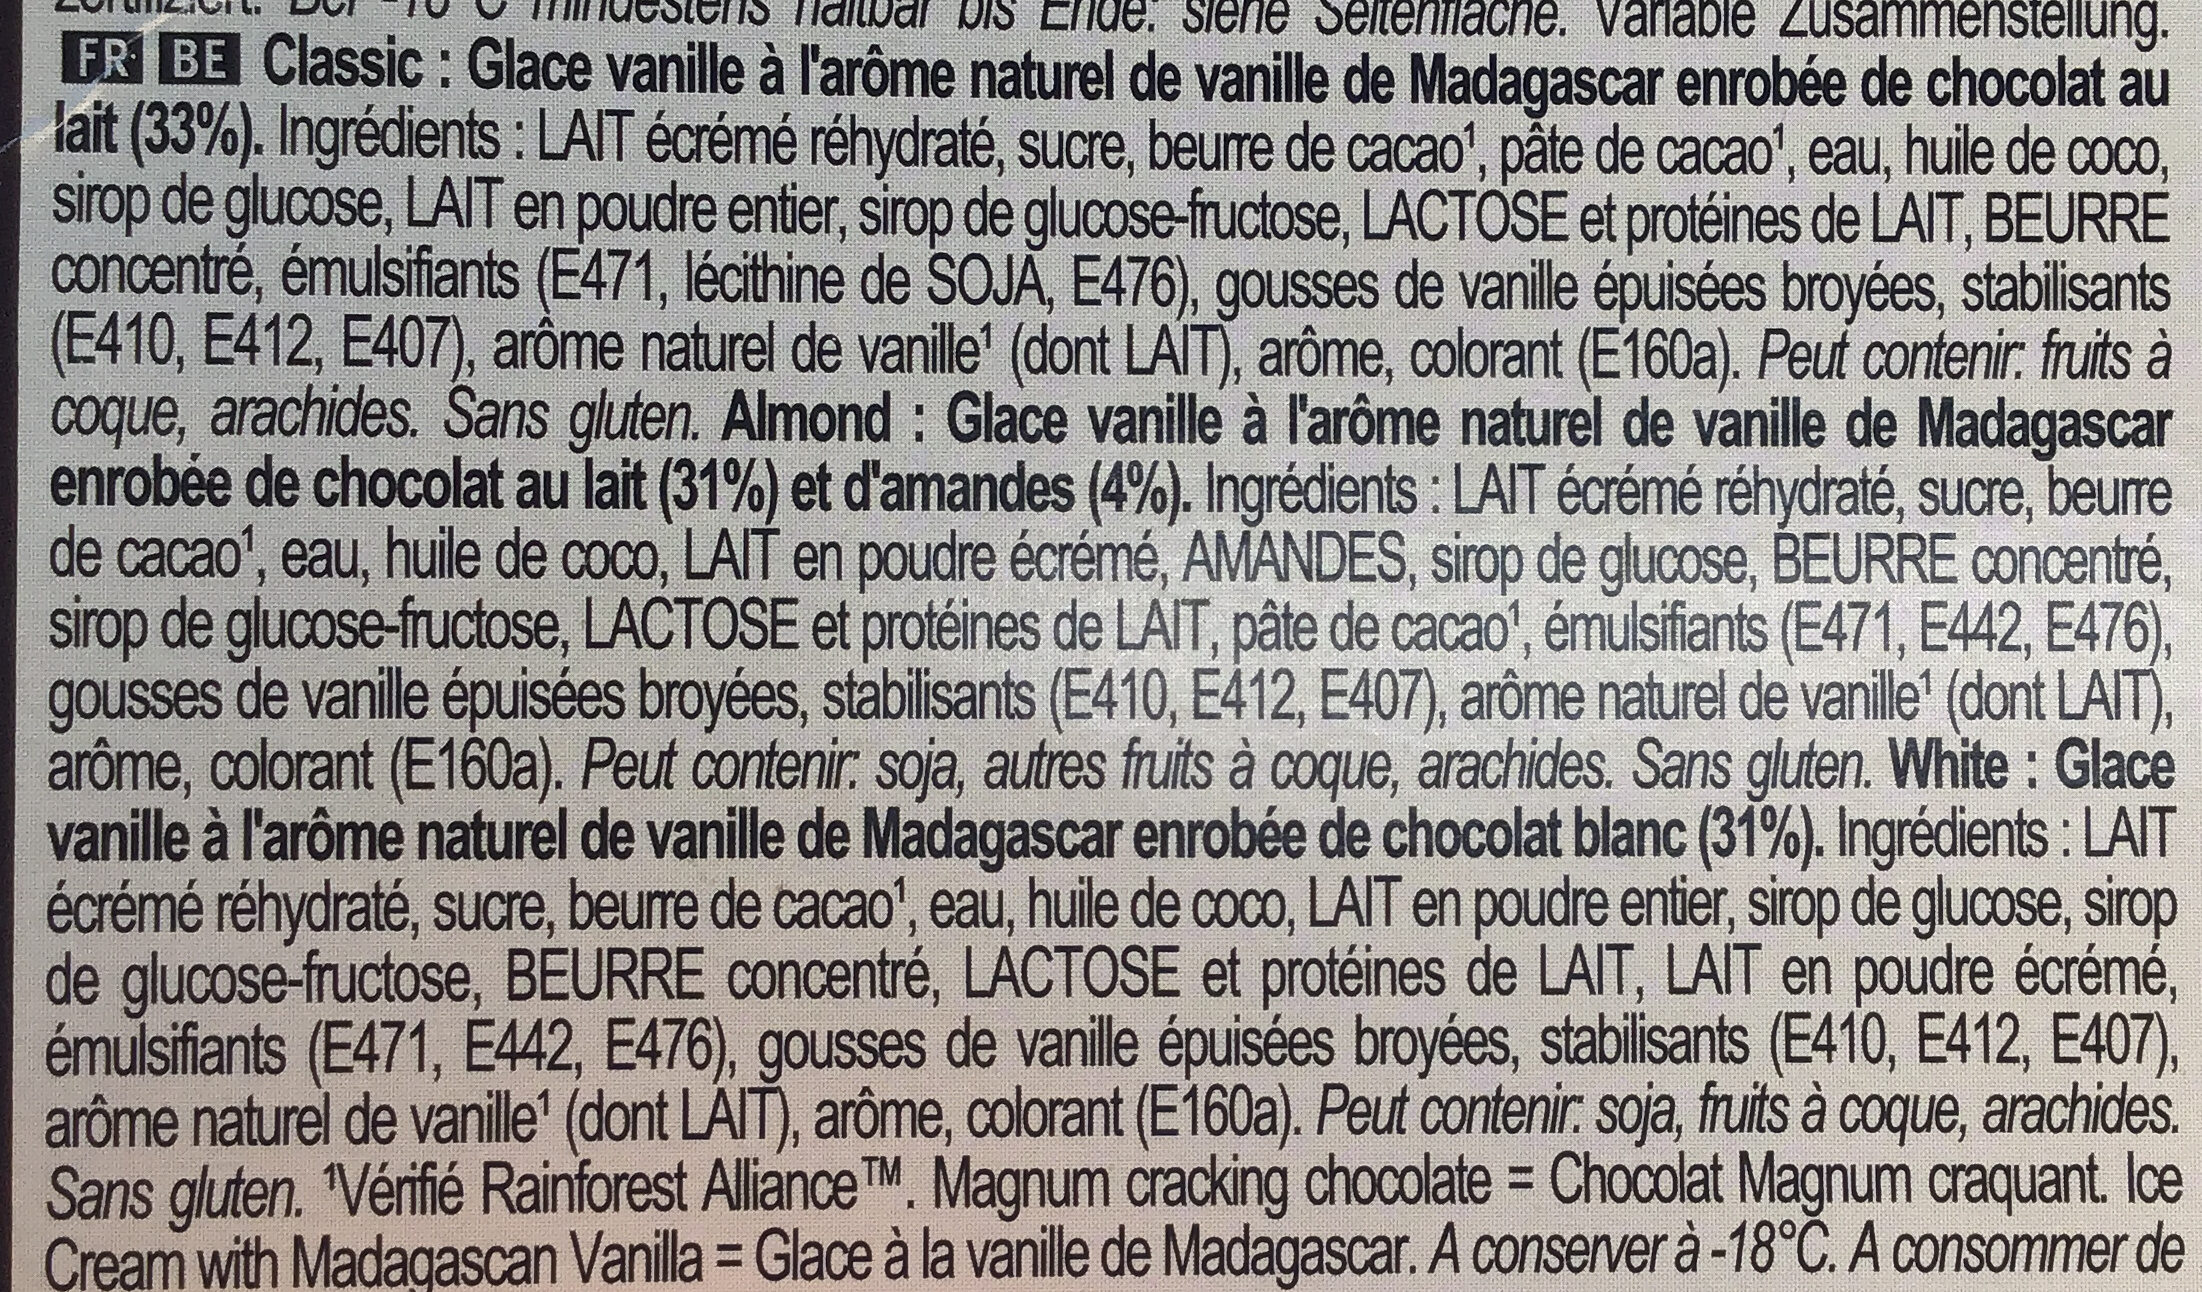 zertifiziert. Bei -18°C mindestens haltbar bis Ende: siehe Seitenfläche. Variable Zusammenstellung.
FR BE Classic : Glace vanille à l'arôme naturel de vanille de Madagascar enrobée de chocolat au
lait (33%). Ingrédients : LAIT écrémé réhydraté, sucre, beurre de cacao¹, pâte de cacao¹, eau, huile de coco,
sirop de glucose, LAIT en poudre entier, sirop de glucose-fructose, LACTOSE et protéines de LAIT, BEURRE
concentré, émulsifiants (E471, lécithine de SOJA, E476), gousses de vanille épuisées broyées, stabilisants
(E410, E412, E407), arôme naturel de vanille¹ (dont LAIT), arôme, colorant (E160a). Peut contenir: fruits à
coque, arachides. Sans gluten. Almond : Glace vanille à l'arôme naturel de vanille de Madagascar
enrobée de chocolat au lait (31%) et d'amandes (4%). Ingrédients : LAIT écrémé réhydraté, sucre, beurre
de cacao¹, eau, huile de coco, LAIT en poudre écrémé, AMANDES, sirop de glucose, BEURRE concentré,
sirop de glucose-fructose, LACTOSE et protéines de LAIT, pâte de cacao¹, émulsifiants (E471, E442, E476),
gousses de vanille épuisées broyées, stabilisants (E410, E412, E407), arôme naturel de vanille¹ (dont LAIT),
arôme, colorant (E160a). Peut contenir: soja, autres fruits à coque, arachides. Sans gluten. White : Glace
vanille à l'arôme naturel de vanille de Madagascar enrobée de chocolat blanc (31%). Ingrédients : LAIT
écrémé réhydraté, sucre, beurre de cacao¹, eau, huile de coco, LAIT en poudre entier, sirop de glucose, sirop
de glucose-fructose, BEURRE concentré, LACTOSE et protéines de LAIT, LAIT en poudre écrémé,
émulsifiants (E471, E442, E476), gousses de vanille épuisées broyées, stabilisants (E410, E412, E407),
arôme naturel de vanille¹ (dont LAIT), arôme, colorant (E160a). Peut contenir: soja, fruits à coque, arachides.
Sans gluten. ¹Vérifié Rainforest Alliance™. Magnum cracking chocolate = Chocolat Magnum craquant. Ice
Cream with Madagascan Vanilla = Glace à la vanille de Madagascar. A conserver à -18°C. A consommer de